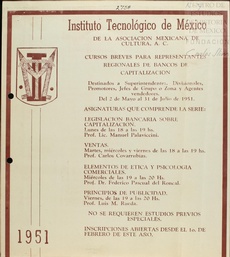 2759
Instituto Tecnológico de México
DE LA ASOCIACION MEXICANA DE
CULTURA, A. C.
CURSOS BREVES PARA REPRESENTANTES
REGIONALES DE BANCOS DE
CAPITALIZACIÓN
Destinados a Superintendentes, Divisionales,
Promotores, Jefes de Grupo o Zona y Agentes
vendedores.
Del 2 de Mayo al 31 de Julio de 1951.
ASIGNATURAS QUE COMPRENDE LA SERIE:
LEGISLACION BANCARIA SOBRE
CAPITALIZACIÓN.
Lunes de las 18 a las 19 hs.
Prof. Lic. Manuel Palavicini.
VENTAS.
Martes, miércoles y viernes de las 18 a las 19 hs.
Prof. Carlos Covarrubias.
ELEMENTOS DE ETICA Y PSICOLOGIA
COMERCIALES.
Miércoles de las 19 a las 20 hs.
Prof. Dr. Federico Pascual del Roncal.
PRINCIPIOS DE PUBLICIDAD.
Viernes, de las 19 a las 20 hs.
Prof. Luis M.
NO SE REQUIEREN ESTUDIOS PREVIOS
ESPECIALES.
INSCRIPCIONES ABIERTAS DESDE EL 1o. DE
FEBRERO DE ESTE AÑO.
1951